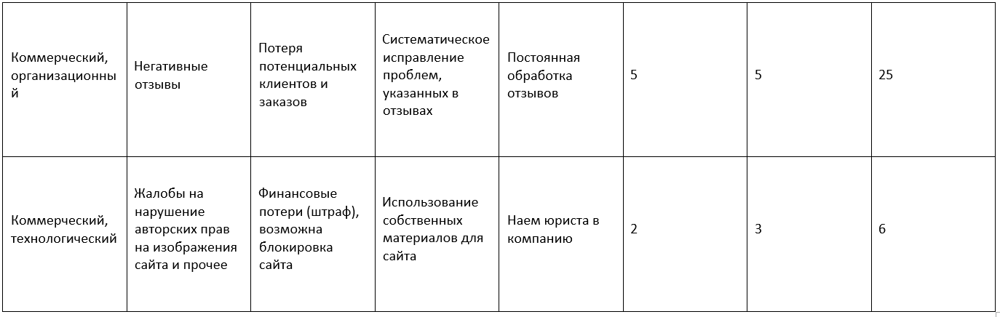 Коммерческий,
организационны
й
Негативные
отзывы
Потеря
потенциальных
клиентов и
заказов
Систематическое
исправление
проблем,
указанных в
отзывах
Постоянная
обработка
отзывов
5
5
25
Коммерческий,
технологический
Жалобы на
нарушение
авторских прав
на изображения
сайта и прочее
Финансовые
потери (штраф),
возможна
блокировка
сайта
Использование
собственных
материалов для
сайта
Наем юриста в
компанию
2
3
6